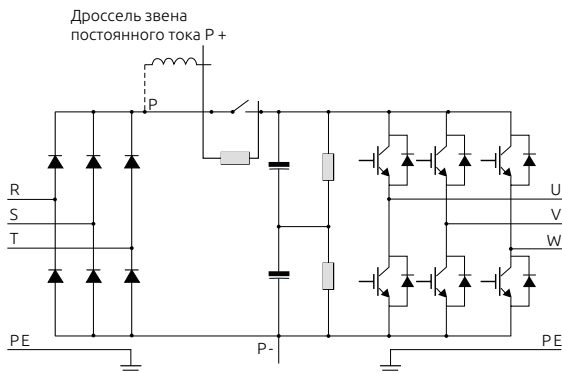 Дроссель звена
постоянного тока P +
P
R
S
T
U
V
W
PE
P-
PE